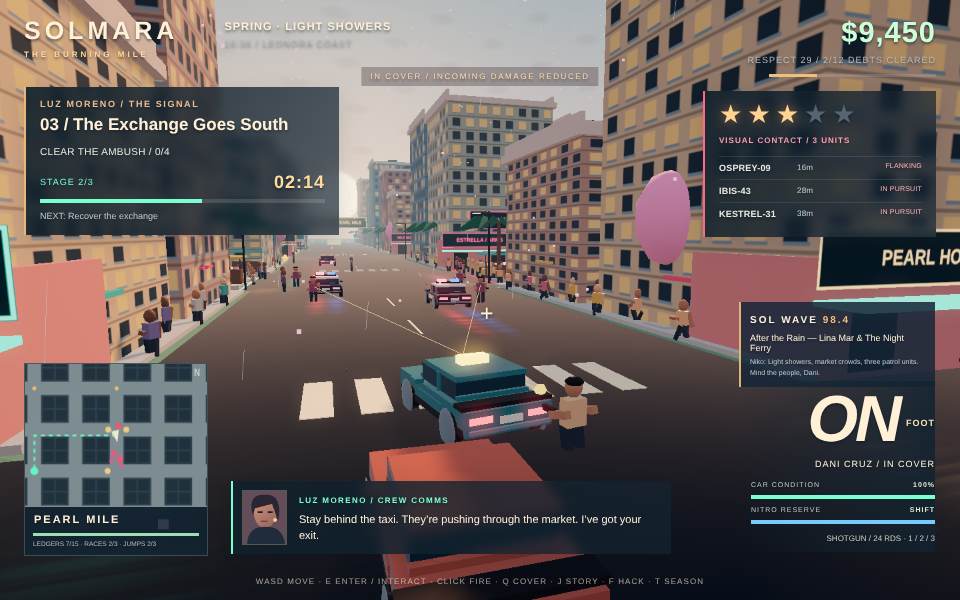 SOLMARA
THE BURNING MILE
SPRING · LIGHT SHOWERS
LEONORA COAST
IN COVER / INCOMING DAMAGE REDUCED
$9,450
RESPECT 29 / 2/12 DEBTS CLEARED
LUZ MORENO / THE SIGNAL
03 / The Exchange Goes South
CLEAR THE AMBUSH / 0/4
STAGE 2/3
02:14
NEXT: Recover the exchange
VISUAL CONTACT / 3 UNITS
OSPREY-09 16m FLANKING
IBIS-43 28m IN PURSUIT
KESTREL-31 38m IN PURSUIT
PEARL HO
SOL WAVE 98.4
After the Rain — Lina Mar & The Night
Ferry
Niko: Light showers, market crowds, three patrol units.
Mind the people, Dani.
ON FOOT
DANI CRUZ / IN COVER
CAR CONDITION 100%
NITRO RESERVE SHIFT
SHOTGUN / 24 RDS · 1 / 2 / 3
N
PEARL MILE
LEDGERS 7/15 · RACES 2/3 · JUMPS 2/3
LUZ MORENO / CREW COMMS
Stay behind the taxi. They're pushing through the market. I've got your
exit.
WASD MOVE · E ENTER / INTERACT · CLICK FIRE · Q COVER · J STORY · F HACK · T SEASON